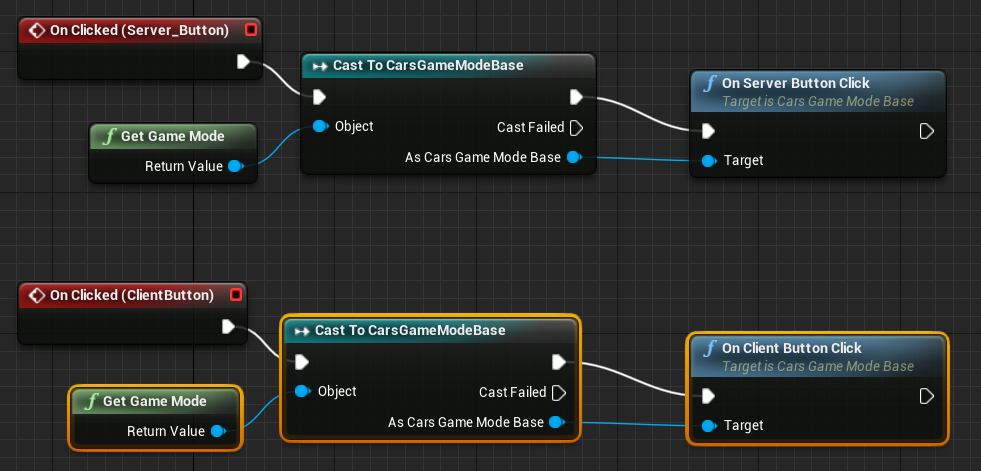 On Clicked (Server_Button)
Cast To CarsGameModeBase
On Server Button Click
Target is Cars Game Mode Base
f Get Game Mode
Object
Cast Failed
Return Value
As Cars Game Mode Base
Target
On Clicked (ClientButton)
Cast To CarsGameModeBase
On Client Button Click
Target is Cars Game Mode Base
f Get Game Mode
Object
Cast Failed
Return Value
As Cars Game Mode Base
Target